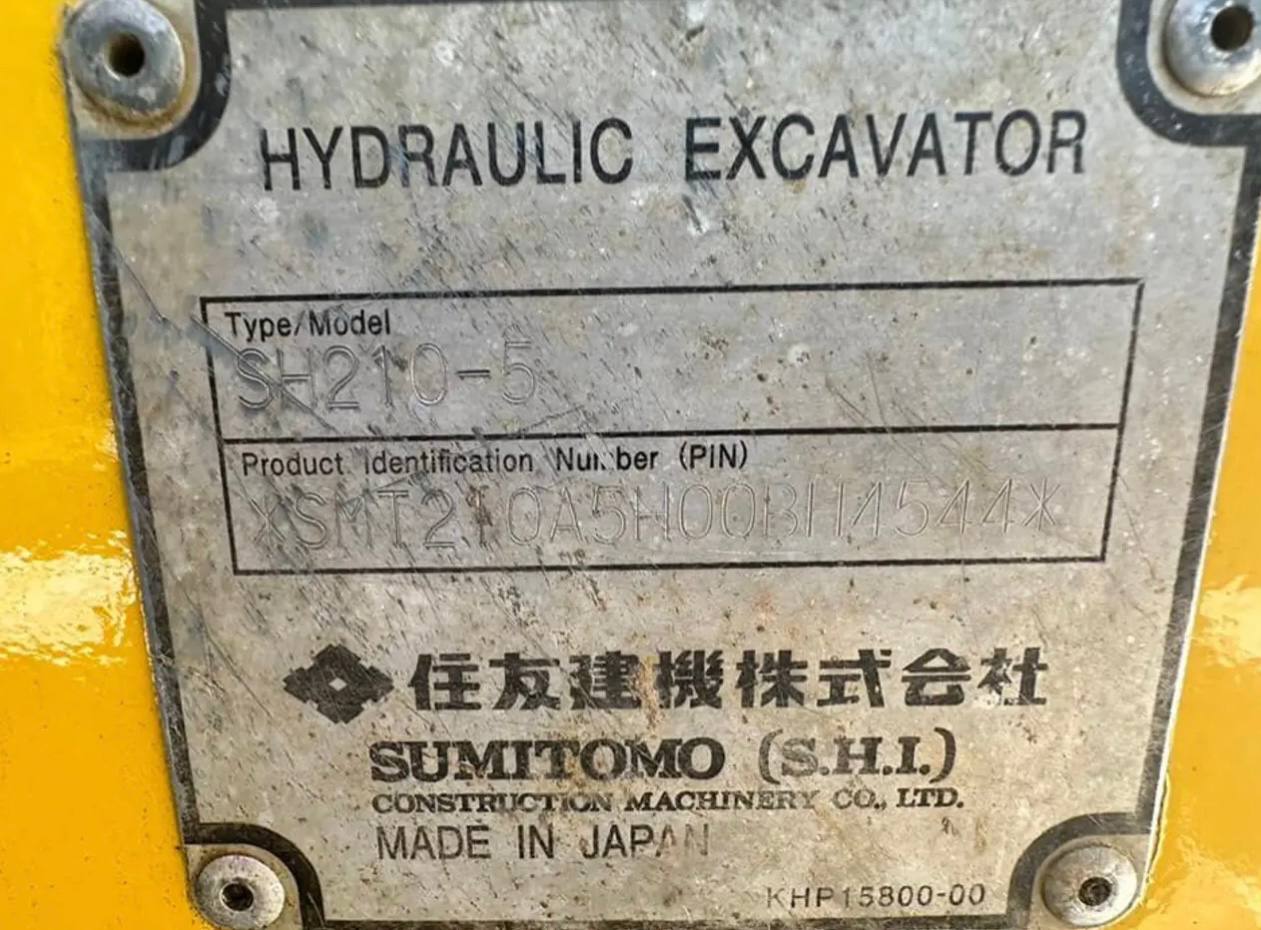 HYDRAULIC EXCAVATOR
Type/Model
SH210-5
Product Identification Number (PIN)
*SMT210A5H00BH4544*
住友建機株式会社
SUMITOMO (S.H.I.)
CONSTRUCTION MACHINERY CO., LTD.
MADE IN JAPAN
KHP15800-00